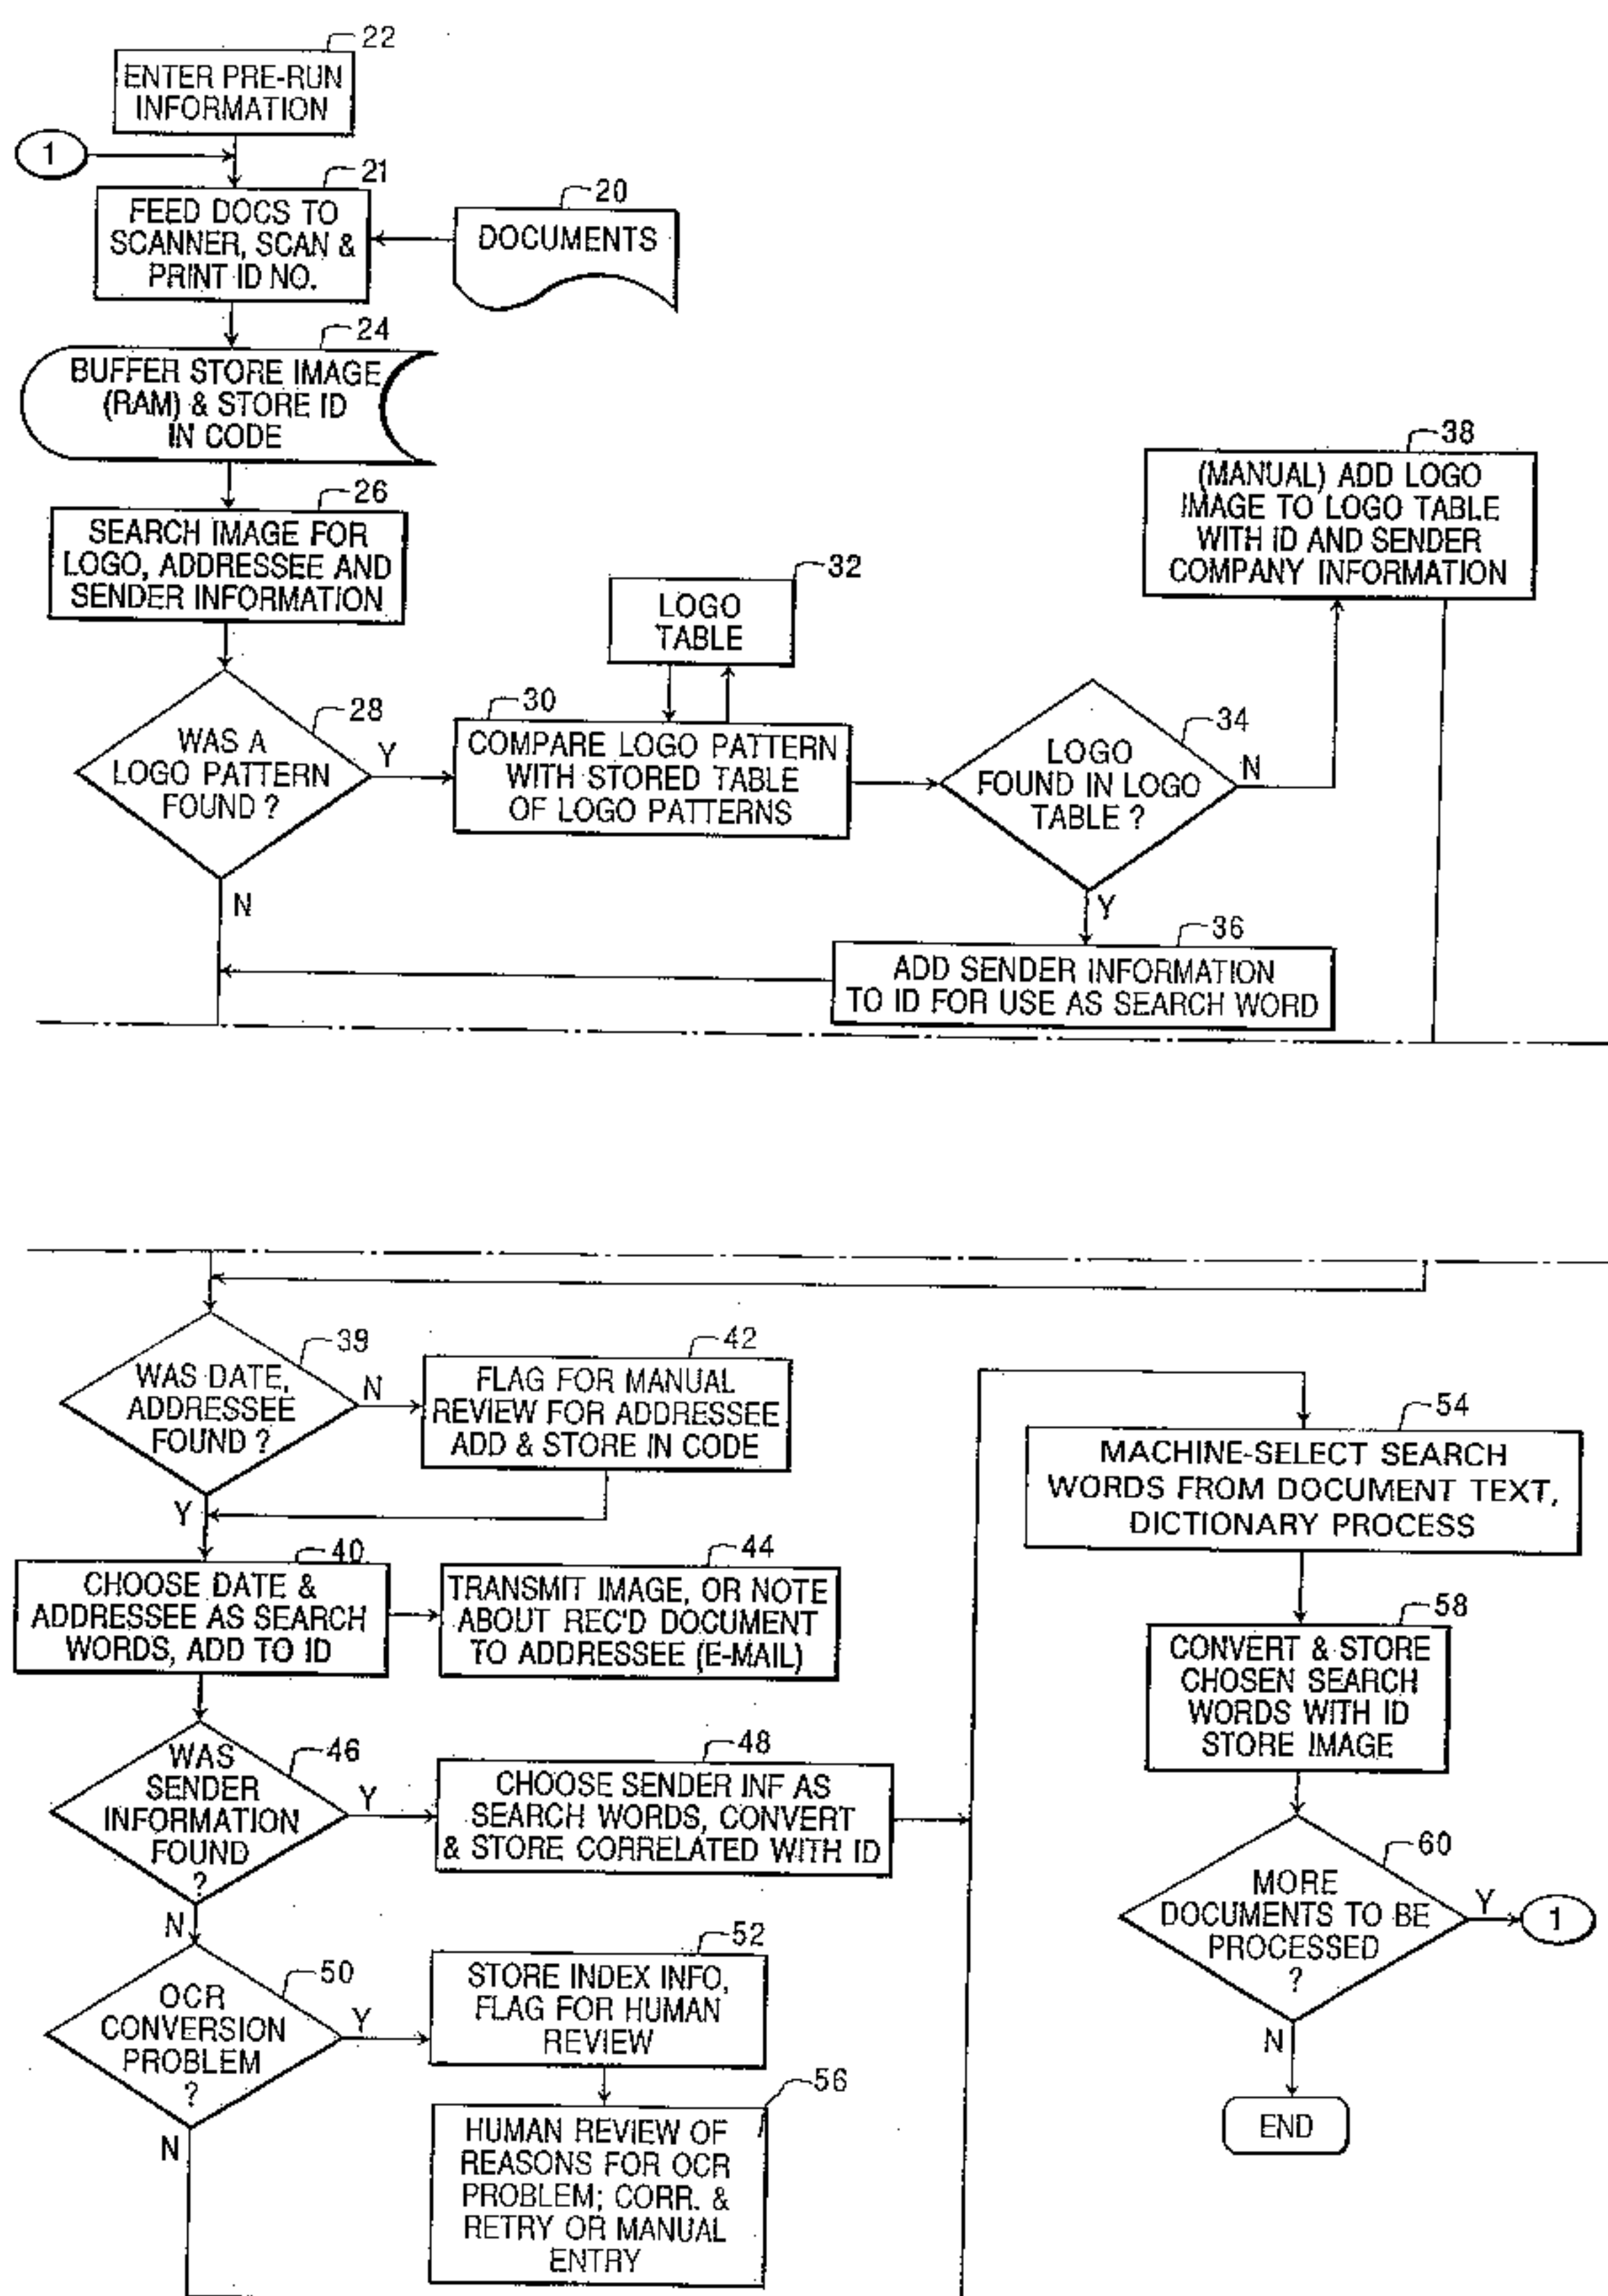 22
ENTER PRE-RUN
INFORMATION
1
21
FEED DOCS TO
SCANNER, SCAN &
PRINT ID NO.
20
DOCUMENTS
24
BUFFER STORE IMAGE
(RAM) & STORE ID
IN CODE
26
SEARCH IMAGE FOR
LOGO, ADDRESSEE AND
SENDER INFORMATION
28
WAS A
LOGO PATTERN
FOUND ?
Y
N
30
COMPARE LOGO PATTERN
WITH STORED TABLE
OF LOGO PATTERNS
32
LOGO
TABLE
34
LOGO
FOUND IN LOGO
TABLE ?
N
Y
38
(MANUAL) ADD LOGO
IMAGE TO LOGO TABLE
WITH ID AND SENDER
COMPANY INFORMATION
36
ADD SENDER INFORMATION
TO ID FOR USE AS SEARCH WORD
39
WAS DATE,
ADDRESSEE
FOUND ?
N
Y
42
FLAG FOR MANUAL
REVIEW FOR ADDRESSEE
ADD & STORE IN CODE
40
CHOOSE DATE &
ADDRESSEE AS SEARCH
WORDS, ADD TO ID
44
TRANSMIT IMAGE, OR NOTE
ABOUT REC'D DOCUMENT
TO ADDRESSEE (E-MAIL)
46
WAS
SENDER
INFORMATION
FOUND
?
Y
N
48
CHOOSE SENDER INF AS
SEARCH WORDS, CONVERT
& STORE CORRELATED WITH ID
50
OCR
CONVERSION
PROBLEM
?
Y
N
52
STORE INDEX INFO,
FLAG FOR HUMAN
REVIEW
56
HUMAN REVIEW OF
REASONS FOR OCR
PROBLEM; CORR. &
RETRY OR MANUAL
ENTRY
54
MACHINE-SELECT SEARCH
WORDS FROM DOCUMENT TEXT,
DICTIONARY PROCESS
58
CONVERT & STORE
CHOSEN SEARCH
WORDS WITH ID
STORE IMAGE
60
MORE
DOCUMENTS TO BE
PROCESSED
?
Y
1
N
END